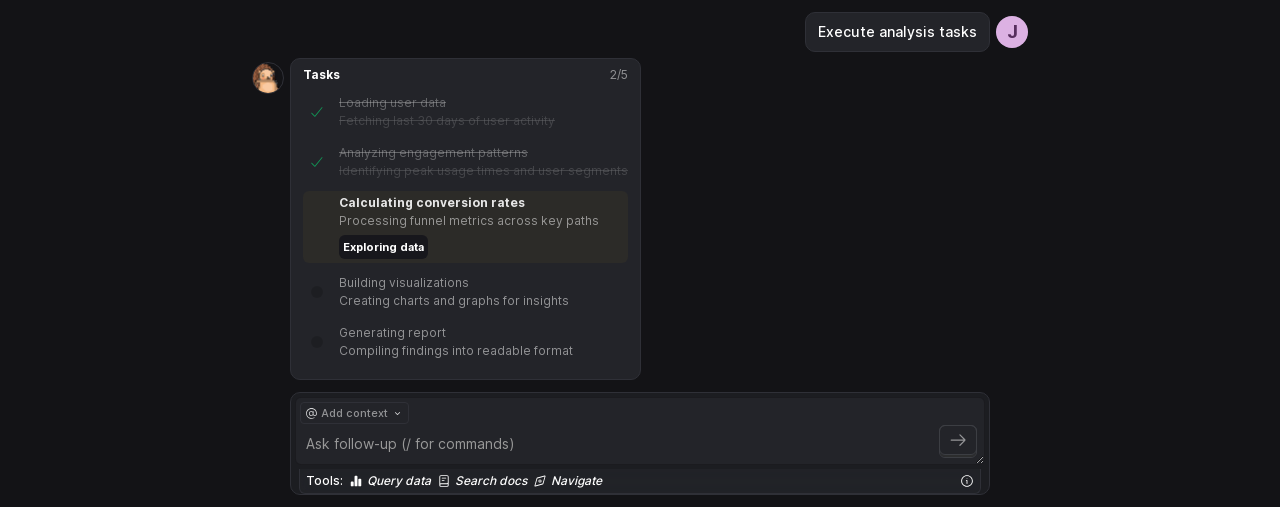 Execute analysis tasks
J
Tasks
2/5
Loading user data
Fetching last 30 days of user activity
Analyzing engagement patterns
Identifying peak usage times and user segments
Calculating conversion rates
Processing funnel metrics across key paths
Exploring data
Building visualizations
Creating charts and graphs for insights
Generating report
Compiling findings into readable format
@ Add context
Ask follow-up (/ for commands)
Tools: Query data Search docs Navigate